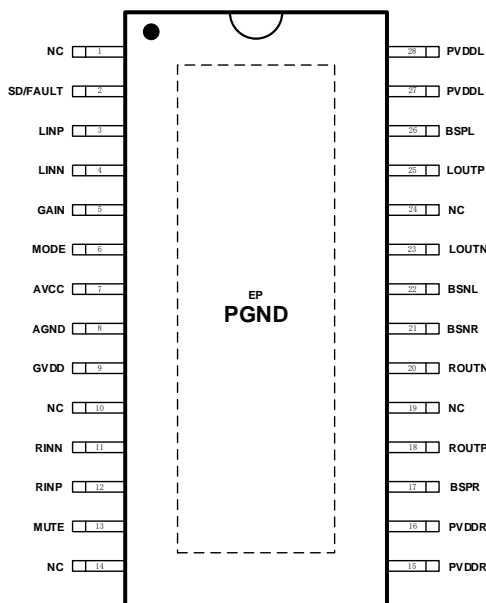 NC 1 28 PVDDL
SD/FAULT 2 27 PVDDL
LINP 3 26 BSPL
LINN 4 25 LOUTP
GAIN 5 24 NC
MODE 6 23 LOUTN
AVCC 7 22 BSNL
EP
PGND
AGND 8 21 BSNR
GVDD 9 20 ROUTN
NC 10 19 NC
RINN 11 18 ROUTP
RINP 12 17 BSPR
MUTE 13 16 PVDDR
NC 14 15 PVDDR